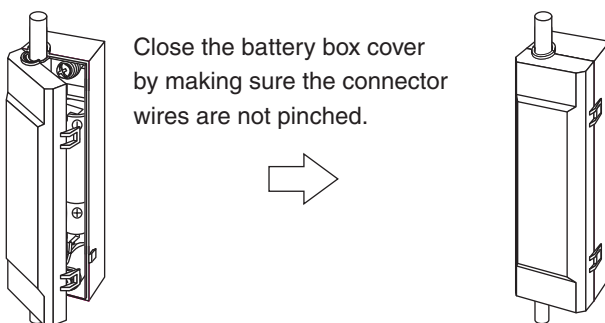 Close the battery box cover
by making sure the connector
wires are not pinched.